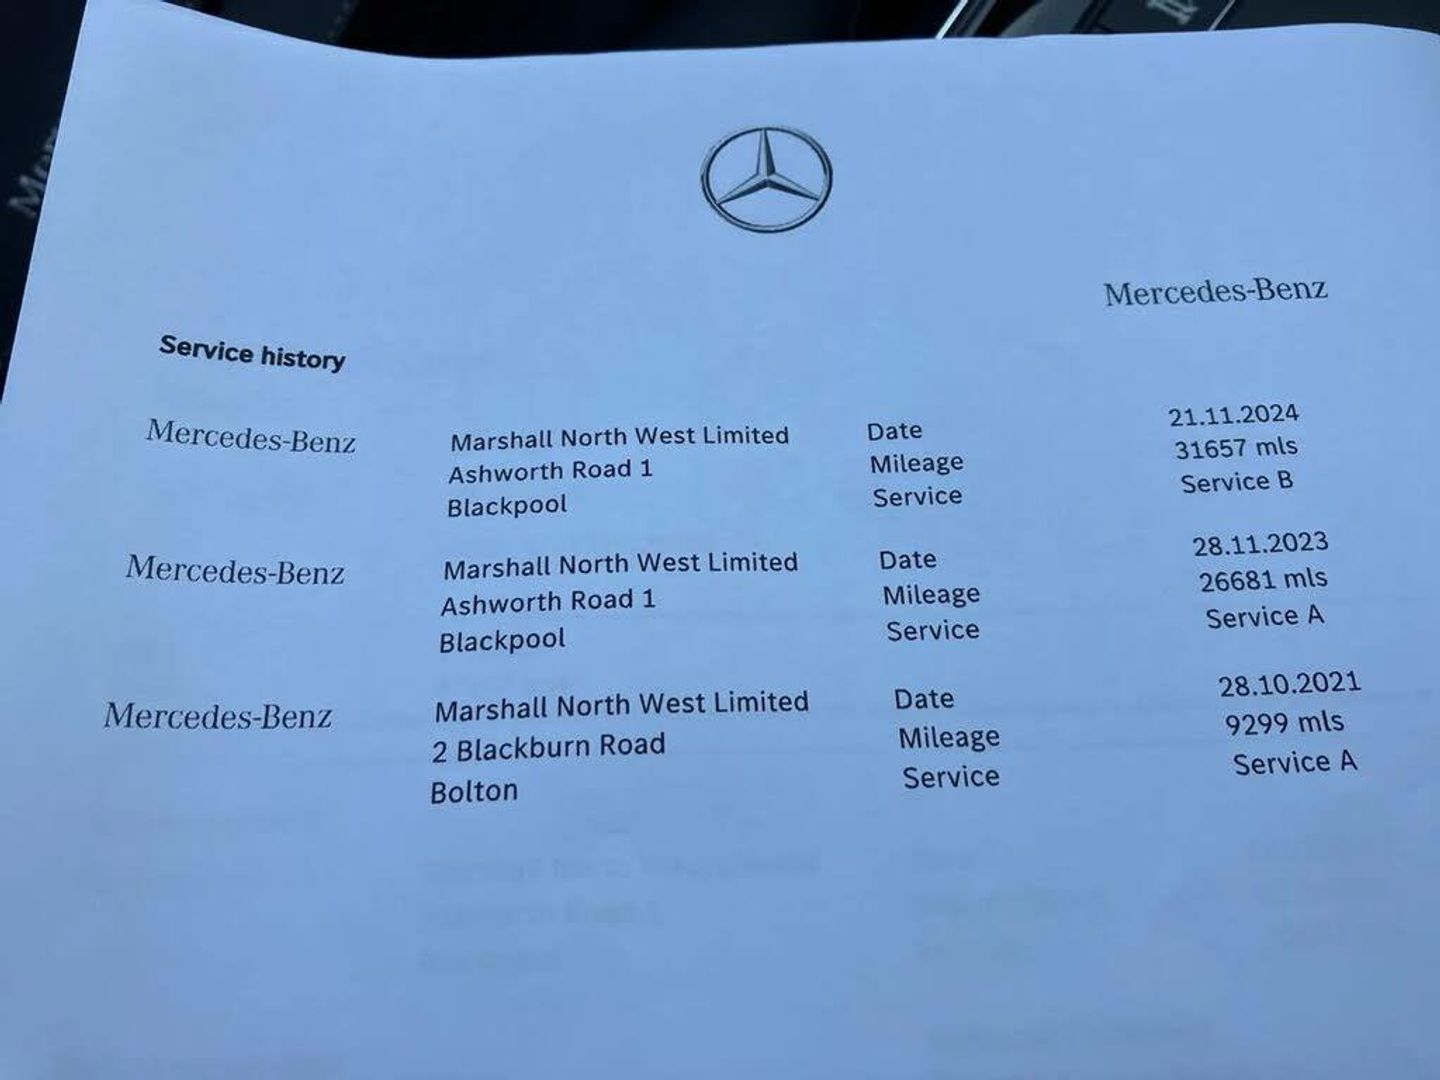 Mercedes-Benz
Service history
Mercedes-Benz Marshall North West Limited Date 21.11.2024
Ashworth Road 1 Mileage 31657 mls
Blackpool Service Service B
Mercedes-Benz Marshall North West Limited Date 28.11.2023
Ashworth Road 1 Mileage 26681 mls
Blackpool Service Service A
Mercedes-Benz Marshall North West Limited Date 28.10.2021
2 Blackburn Road Mileage 9299 mls
Bolton Service Service A